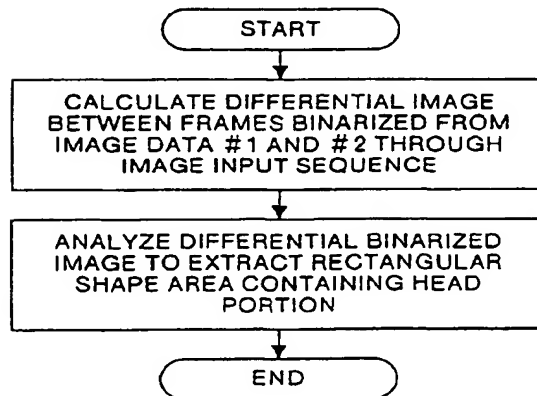 START
CALCULATE DIFFERENTIAL IMAGE
BETWEEN FRAMES BINARIZED FROM
IMAGE DATA #1 AND #2 THROUGH
IMAGE INPUT SEQUENCE
ANALYZE DIFFERENTIAL BINARIZED
IMAGE TO EXTRACT RECTANGULAR
SHAPE AREA CONTAINING HEAD
PORTION
END